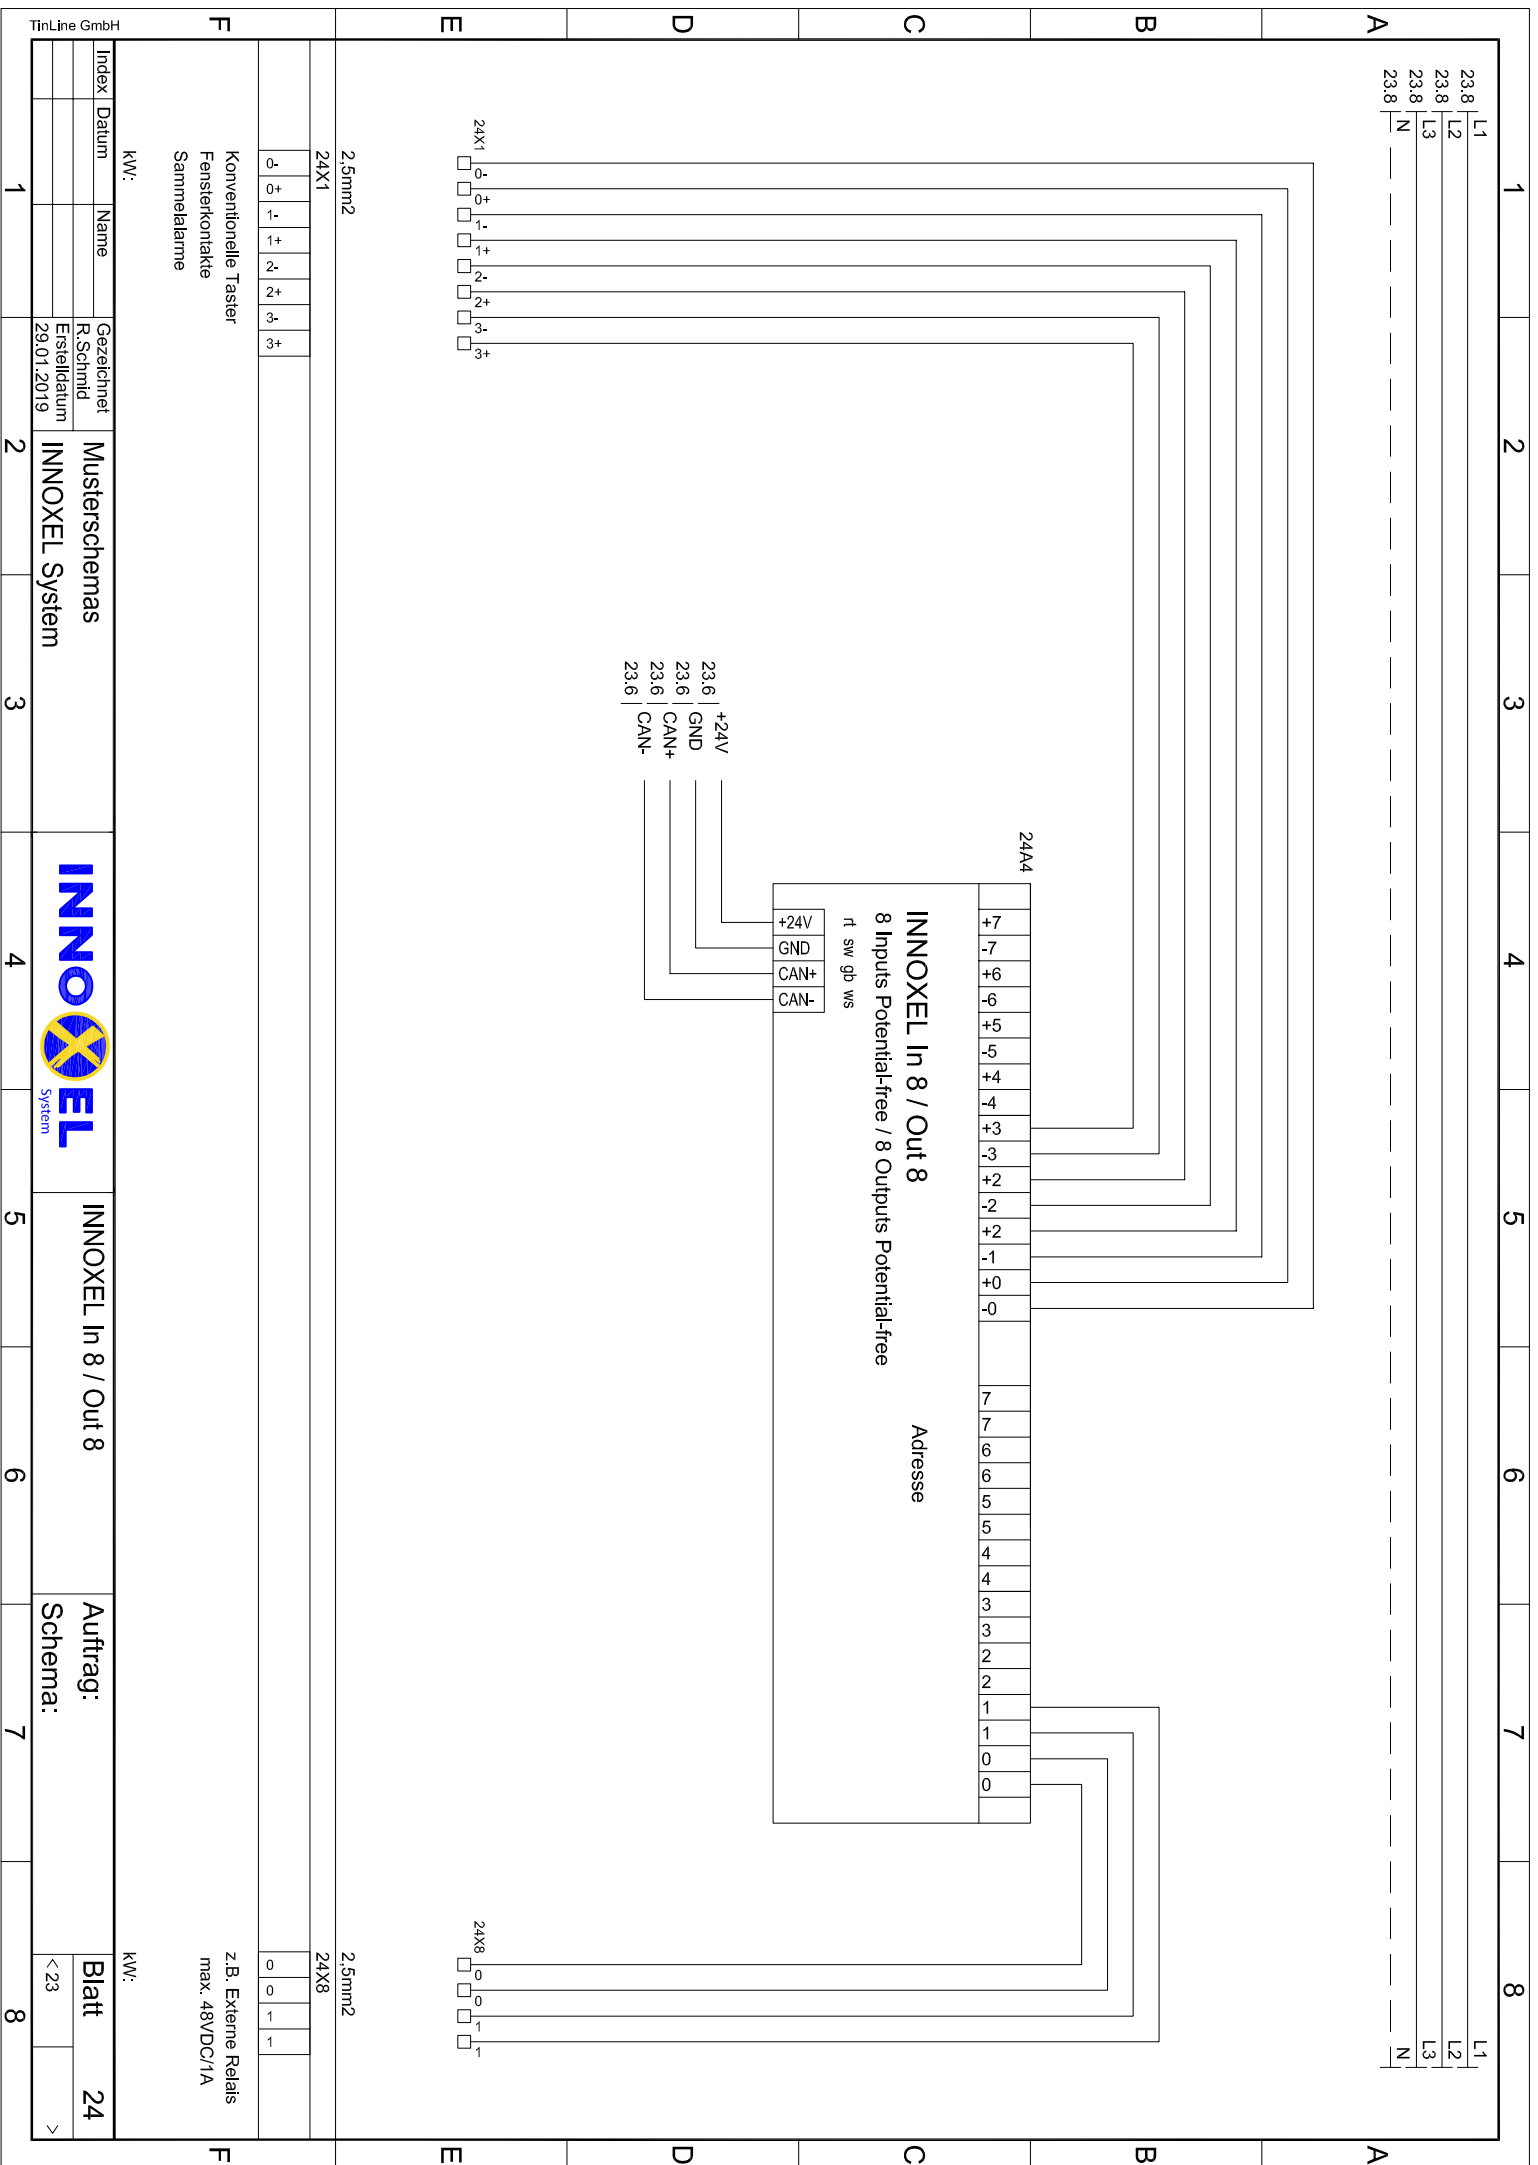 1 2 3 4 5 6 7 8
A A
23.8 L1 L1
23.8 L2 L2
23.8 L3 L3
23.8 N N
B B
24A4
+7 -7 +6 -6 +5 -5 +4 -4 +3 -3 +2 -2 +2 -1 +0 -0 7 7 6 6 5 5 4 4 3 3 2 2 1 1 0 0
C C
INNOXEL In 8 / Out 8 Adresse
8 Inputs Potential-free / 8 Outputs Potential-free
rt sw gb ws
+24V GND CAN+ CAN-
D D
23.6 +24V
23.6 GND
23.6 CAN+
23.6 CAN-
E E
24X1 0- 0+ 1- 1+ 2- 2+ 3- 3+
24X8 0 0 1 1
2,5mm2 2,5mm2
24X1 24X8
0- 0+ 1- 1+ 2- 2+ 3- 3+
0 0 1 1
F F
Konventionelle Taster
Fensterkontakte
Sammelalarme
z.B. Externe Relais
max. 48VDC/1A
kW: kW:
Index Datum Name
Gezeichnet
R.Schmid
Erstelldatum
29.01.2019
Musterschemas
INNOXEL System
INNOXEL
System
INNOXEL In 8 / Out 8
Auftrag:
Schema:
Blatt 24
< 23 >
TinLine GmbH
1 2 3 4 5 6 7 8